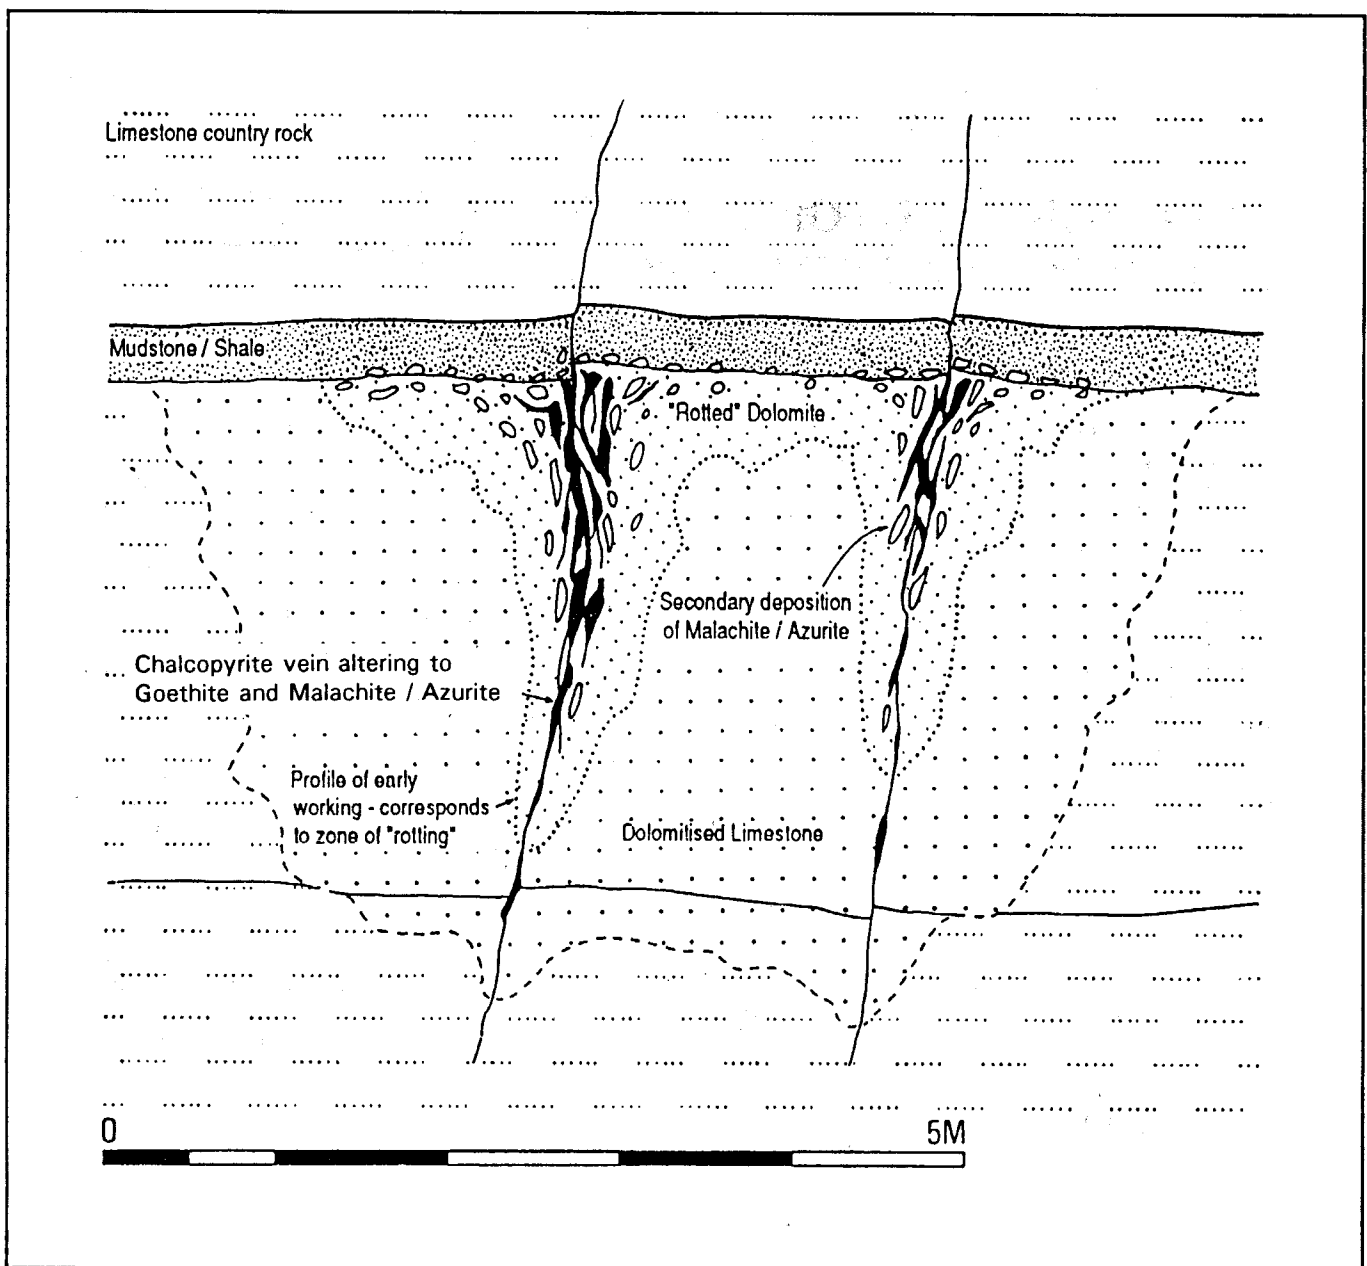 Limestone country rock
Mudstone / Shale
"Rotted" Dolomite
Secondary deposition
of Malachite / Azurite
Chalcopyrite vein altering to
Goethite and Malachite / Azurite
Profile of early
working - corresponds
to zone of "rotting"
Dolomitised Limestone
0 5M